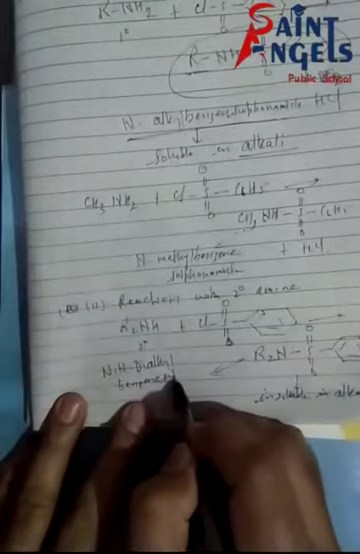 SAINT ANGELS
Public School
R-NH2 + Cl-S
1°
R-NH
N-alkylbenzenesulphonamide HCl
soluble in alkali
O
CH3 NH2 + Cl-S-C6H5 →
O
CH3 NH-S-C6H5
O
N-methylbenzene + HCl
sulphonamide
(ii) Reaction with 2° amine
O
R2NH + Cl-S-
2°
N,N-Dialkyl R2N-S-
benzene
insoluble in alkali